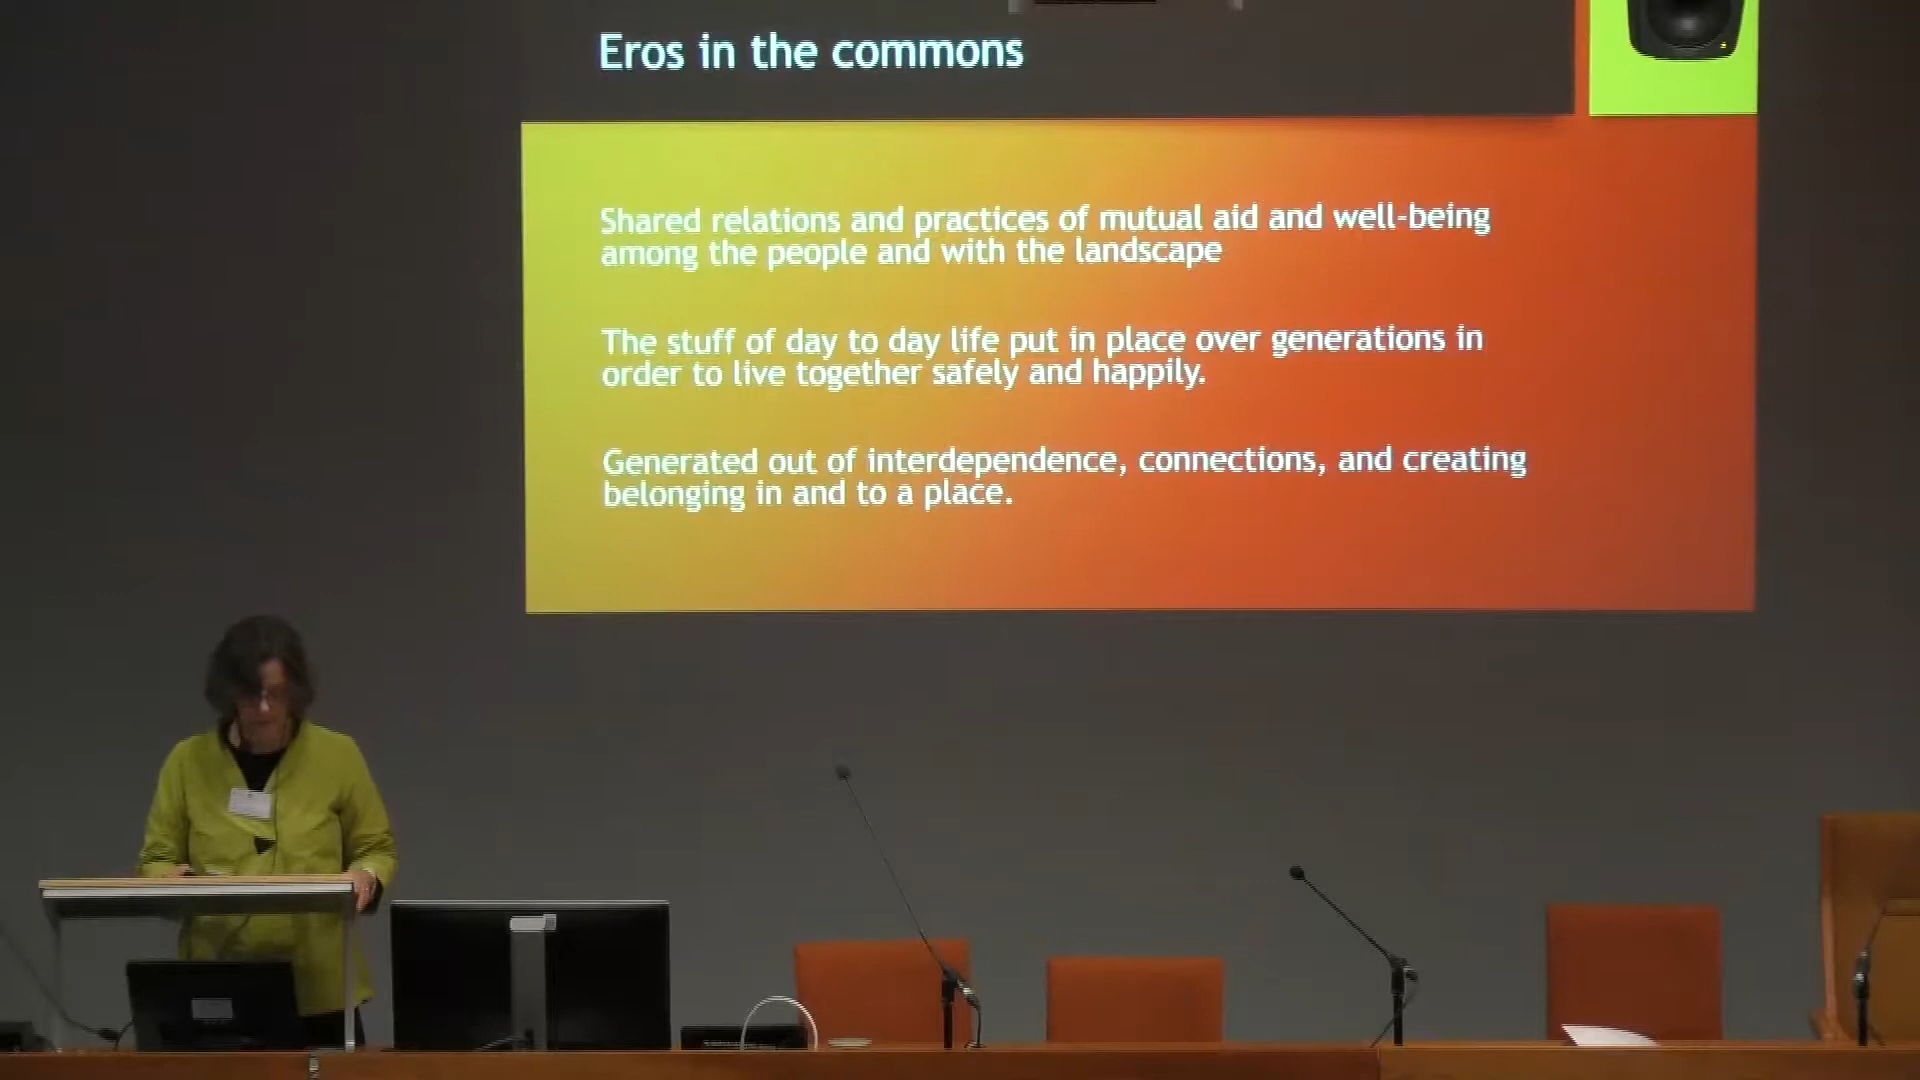 Eros in the commons
Shared relations and practices of mutual aid and well-being
among the people and with the landscape
The stuff of day to day life put in place over generations in
order to live together safely and happily.
Generated out of interdependence, connections, and creating
belonging in and to a place.